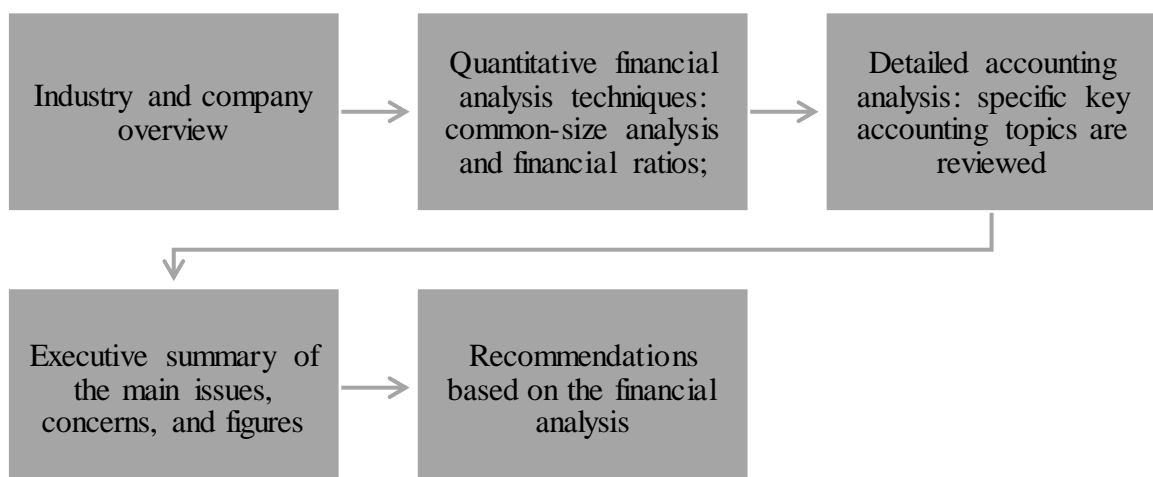 Industry and company
overview
Quantitative financial
analysis techniques:
common-size analysis
and financial ratios;
Detailed accounting
analysis: specific key
accounting topics are
reviewed
Executive summary of
the main issues,
concerns, and figures
Recommendations
based on the financial
analysis